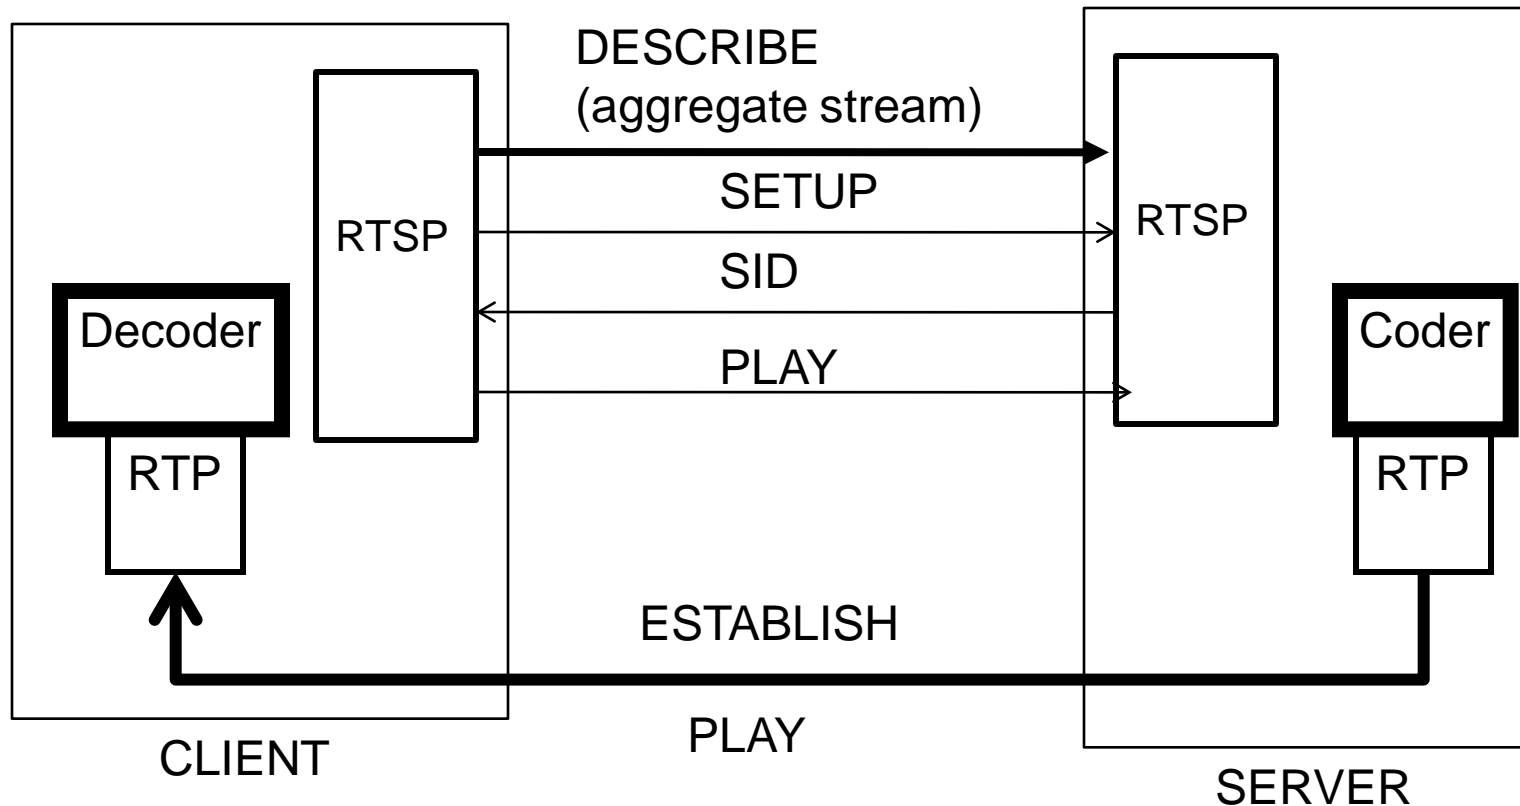 DESCRIBE
(aggregate stream)
SETUP
RTSP
RTSP
SID
Decoder
Coder
PLAY
RTP
RTP
ESTABLISH
PLAY
CLIENT
SERVER